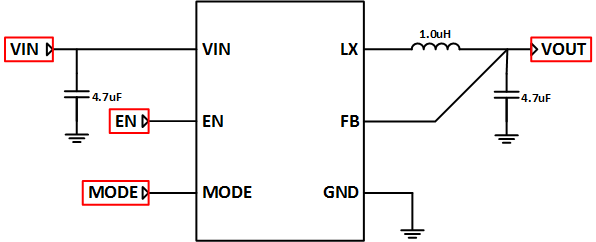 1.0uH
VIN VIN LX VOUT
4.7uF 4.7uF
EN EN FB
MODE MODE GND